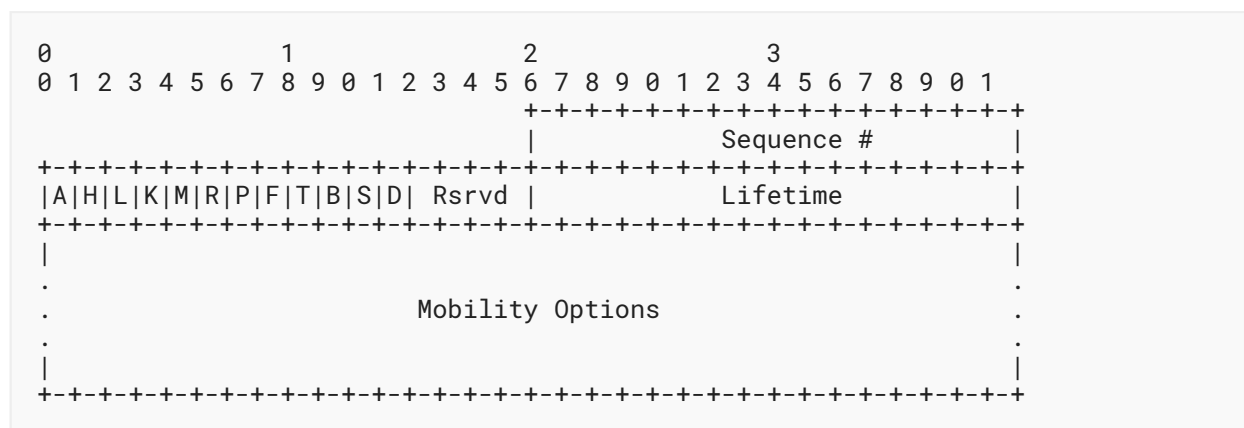 0                   1                   2                   3
0 1 2 3 4 5 6 7 8 9 0 1 2 3 4 5 6 7 8 9 0 1 2 3 4 5 6 7 8 9 0 1
                                +-+-+-+-+-+-+-+-+-+-+-+-+-+-+-+-+
                                |            Sequence #         |
+-+-+-+-+-+-+-+-+-+-+-+-+-+-+-+-+-+-+-+-+-+-+-+-+-+-+-+-+-+-+-+-+
|A|H|L|K|M|R|P|F|T|B|S|D| Rsrvd |            Lifetime           |
+-+-+-+-+-+-+-+-+-+-+-+-+-+-+-+-+-+-+-+-+-+-+-+-+-+-+-+-+-+-+-+-+
|                                                               |
.                                                               .
.                        Mobility Options                       .
.                                                               .
|                                                               |
+-+-+-+-+-+-+-+-+-+-+-+-+-+-+-+-+-+-+-+-+-+-+-+-+-+-+-+-+-+-+-+-+